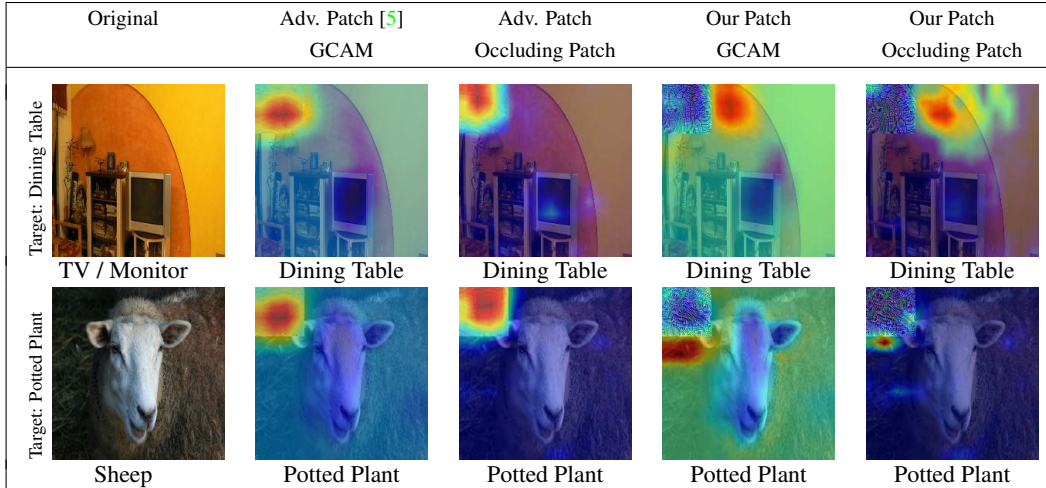 Original
Adv. Patch [5]
GCAM
Adv. Patch
Occluding Patch
Our Patch
GCAM
Our Patch
Occluding Patch
Target: Dining Table
TV / Monitor
Dining Table
Dining Table
Dining Table
Dining Table
Target: Potted Plant
Sheep
Potted Plant
Potted Plant
Potted Plant
Potted Plant